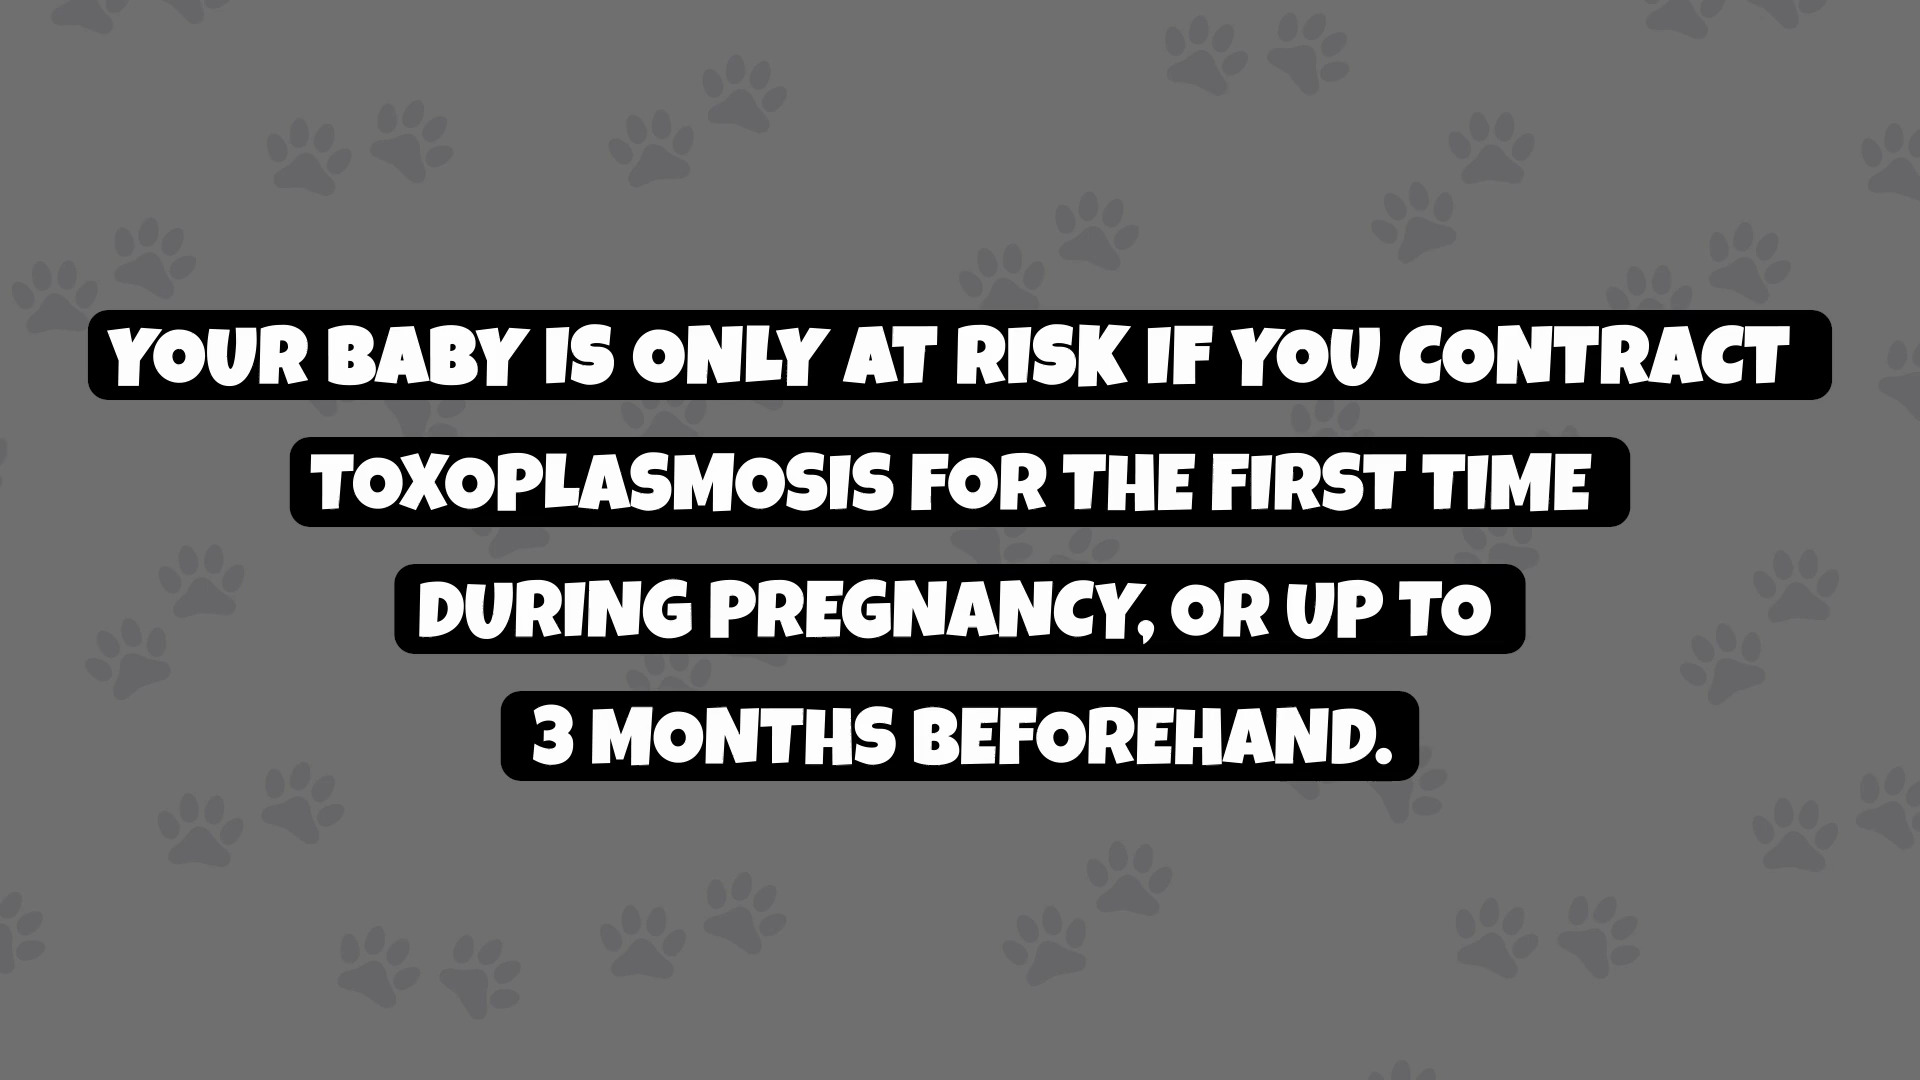 YOUR BABY IS ONLY AT RISK IF YOU CONTRACT
TOXOPLASMOSIS FOR THE FIRST TIME
DURING PREGNANCY, OR UP TO
3 MONTHS BEFOREHAND.